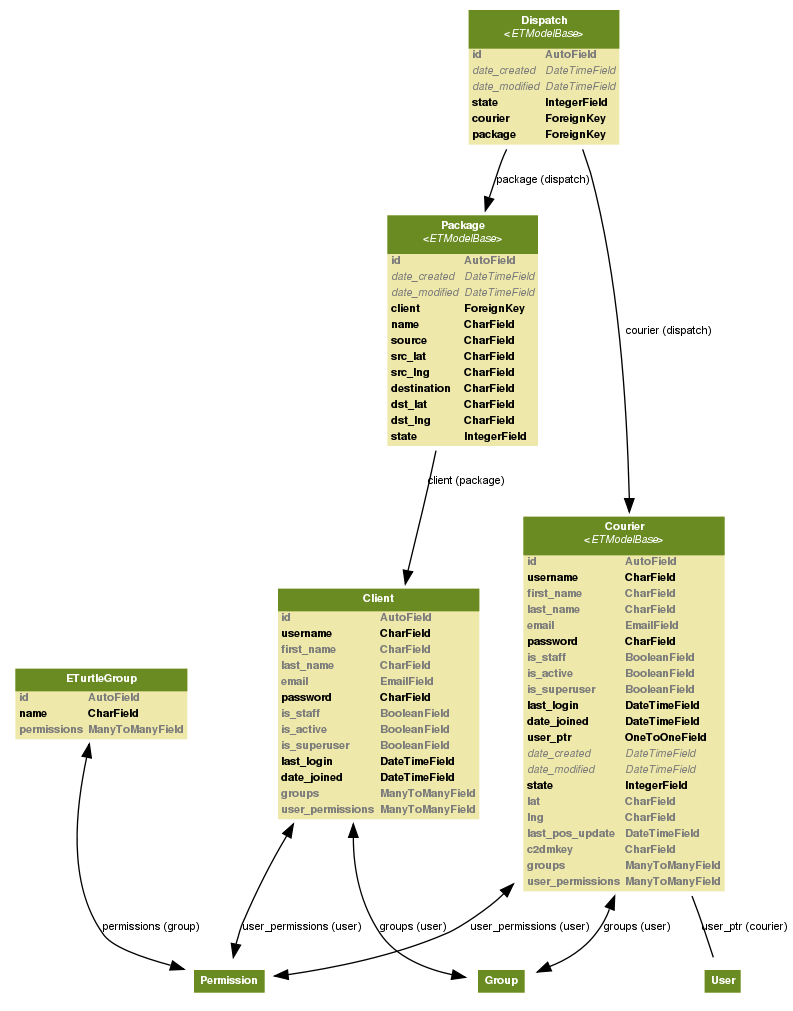 Dispatch
<ETModelBase>
id AutoField
date_created DateTimeField
date_modified DateTimeField
state IntegerField
courier ForeignKey
package ForeignKey
package (dispatch)
courier (dispatch)
Package
<ETModelBase>
id AutoField
date_created DateTimeField
date_modified DateTimeField
client ForeignKey
name CharField
source CharField
src_lat CharField
src_lng CharField
destination CharField
dst_lat CharField
dst_lng CharField
state IntegerField
client (package)
Courier
<ETModelBase>
id AutoField
username CharField
first_name CharField
last_name CharField
email EmailField
password CharField
is_staff BooleanField
is_active BooleanField
is_superuser BooleanField
last_login DateTimeField
date_joined DateTimeField
user_ptr OneToOneField
date_created DateTimeField
date_modified DateTimeField
state IntegerField
lat CharField
lng CharField
last_pos_update DateTimeField
c2dmkey CharField
groups ManyToManyField
user_permissions ManyToManyField
Client
id AutoField
username CharField
first_name CharField
last_name CharField
email EmailField
password CharField
is_staff BooleanField
is_active BooleanField
is_superuser BooleanField
last_login DateTimeField
date_joined DateTimeField
groups ManyToManyField
user_permissions ManyToManyField
ETurtleGroup
id AutoField
name CharField
permissions ManyToManyField
permissions (group)
user_permissions (user)
groups (user)
user_permissions (user)
groups (user)
user_ptr (courier)
Permission
Group
User